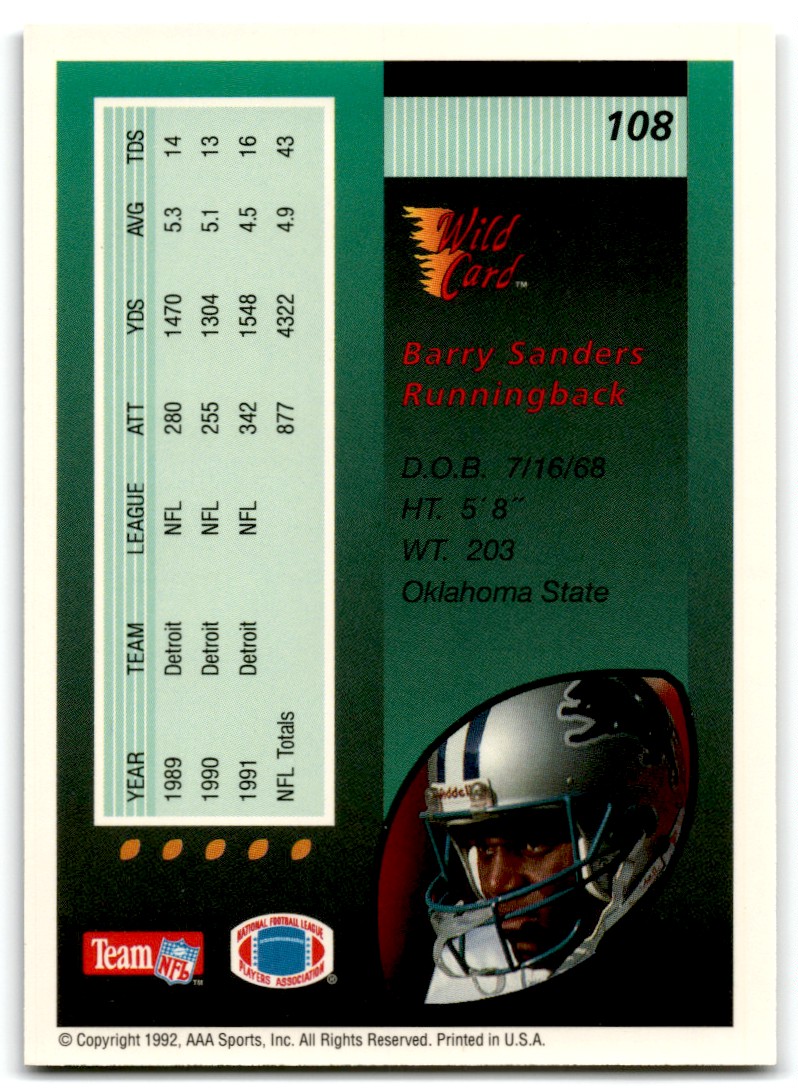 108
Wild
Card™
Barry Sanders
Runningback
D.O.B. 7/16/68
HT. 5' 8"
WT. 203
Oklahoma State
YEAR TEAM LEAGUE ATT YDS AVG TDS
1989 Detroit NFL 280 1470 5.3 14
1990 Detroit NFL 255 1304 5.1 13
1991 Detroit NFL 342 1548 4.5 16
NFL Totals 877 4322 4.9 43
Riddell
Team NFL™
NATIONAL FOOTBALL LEAGUE
PLAYERS ASSOCIATION®
© Copyright 1992, AAA Sports, Inc. All Rights Reserved. Printed in U.S.A.